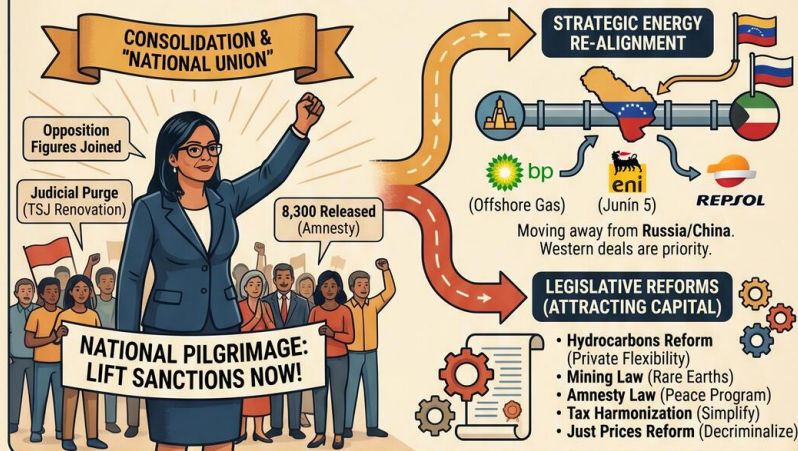 CONSOLIDATION &
"NATIONAL UNION"
Opposition
Figures Joined
Judicial Purge
(TSJ Renovation)
8,300 Released
(Amnesty)
NATIONAL PILGRIMAGE:
LIFT SANCTIONS NOW!
STRATEGIC ENERGY
RE-ALIGNMENT
bp
(Offshore Gas)
eni
(Junín 5)
REPSOL
Moving away from Russia/China.
Western deals are priority.
LEGISLATIVE REFORMS
(ATTRACTING CAPITAL)
• Hydrocarbons Reform
(Private Flexibility)
• Mining Law (Rare Earths)
• Amnesty Law (Peace Program)
• Tax Harmonization (Simplify)
• Just Prices Reform (Decriminalize)